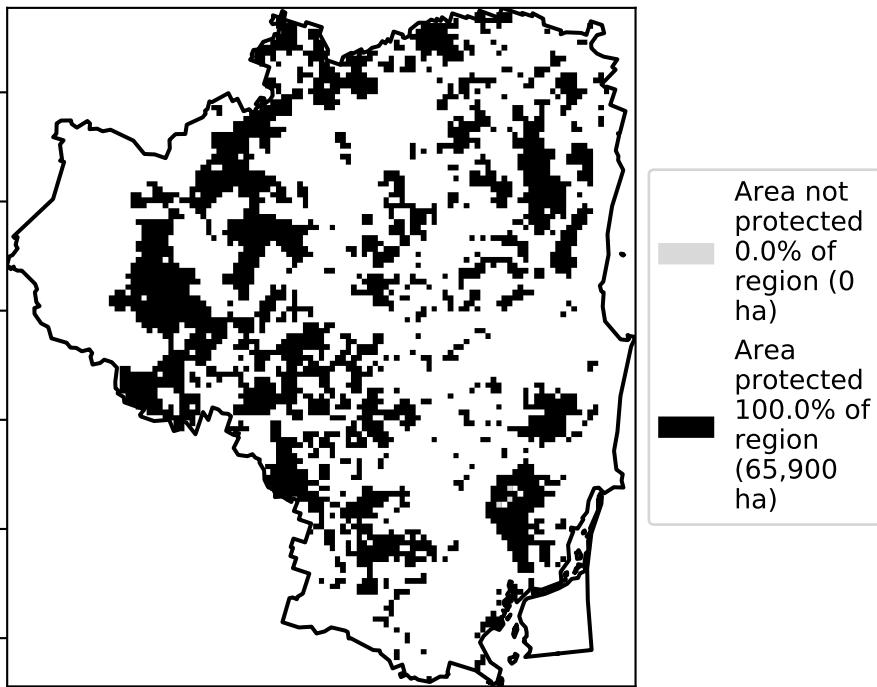 Area not
protected
0.0% of
region (0
ha)
Area
protected
100.0% of
region
(65,900
ha)